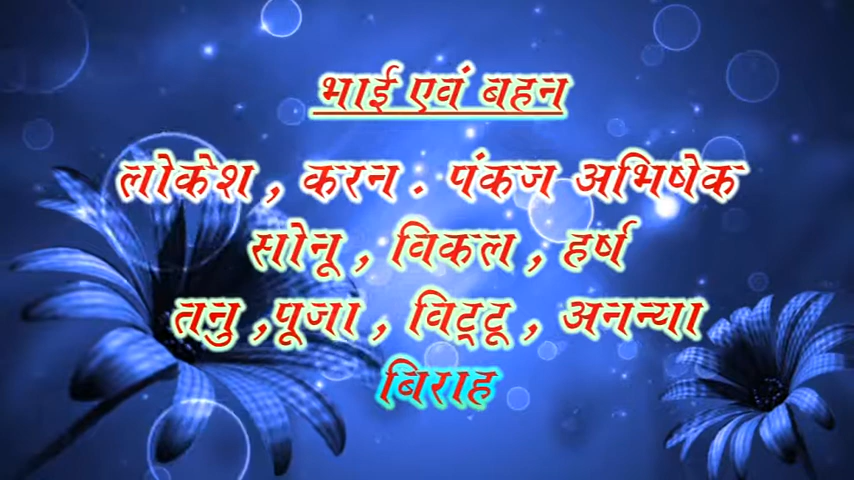 भाई एवं बहन
लोकेश , करन . पंकज अभिषेक
सोनू , विकल , हर्ष
तनु ,पूजा , विट्टू , अनन्या
बिराह